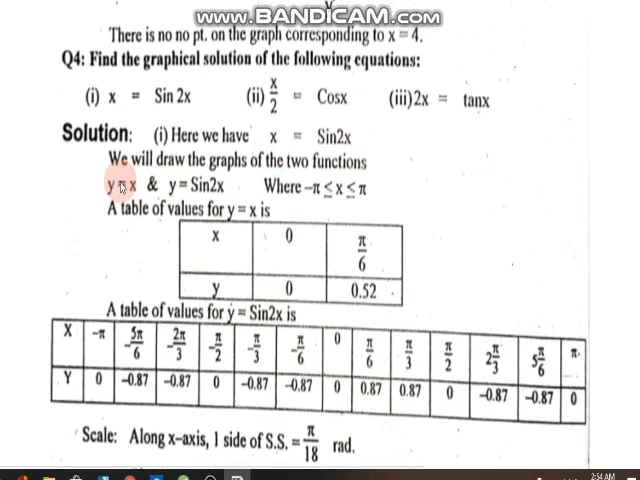 WWW.BANDICAM.COM
There is no no pt. on the graph corresponding to x = 4.
Q4: Find the graphical solution of the following equations:
(i) x = Sin 2x (ii) x/2 = Cosx (iii) 2x = tanx
Solution: (i) Here we have x = Sin2x
We will draw the graphs of the two functions
y = x & y = Sin2x Where –π ≤ x ≤ π
A table of values for y = x is
x 0 π/6
y 0 0.52
A table of values for y = Sin2x is
X –π –5π/6 –2π/3 –π/2 –π/3 –π/6 0 π/6 π/3 π/2 2π/3 5π/6 π
Y 0 –0.87 –0.87 0 –0.87 –0.87 0 0.87 0.87 0 –0.87 –0.87 0
Scale: Along x–axis, 1 side of S.S. = π/18 rad.
2:54 AM